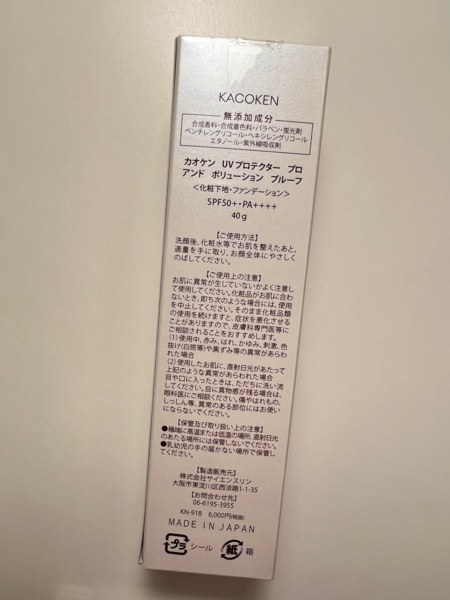 KACOKEN
無添加成分
合成香料・合成着色料・パラベン・蛍光剤
ペンチレングリコール・ヘキシレングリコール
エタノール・紫外線吸収剤
カオケン UVプロテクター プロ
アンド ポリューション プルーフ
<化粧下地・ファンデーション>
SPF50+・PA++++
40g
【ご使用方法】
洗顔後、化粧水等でお肌を整えたあと、
適量を手に取り、お顔全体にやさしく
のばしてください。
【ご使用上の注意】
お肌に異常が生じていないかよく注意し
て使用してください。化粧品がお肌に合わ
ないとき、即ち次のような場合には、使用
を中止してください。そのまま化粧品類
の使用を続けますと、症状を悪化させる
ことがありますので、皮膚科専門医等に
ご相談されることをおすすめします。
(1)使用中、赤み、はれ、かゆみ、刺激、色
抜け(白斑等)や黒ずみ等の異常があらわ
れた場合
(2)使用したお肌に、直射日光があたって
上記のような異常があらわれた場合
目や口に入ったときは、ただちに洗い流
してください。目に異物感が残る場合は、
眼科医にご相談ください。傷やはれもの、
しっしん等、異常のある部位にはお使い
にならないでください。
【保管及び取り扱い上の注意】
●極端に高温または低温の場所、直射日光
のあたる場所には保管しないでください。
●乳幼児の手の届かない場所で保管し
てください。
【製造販売元】
株式会社サイエンスリン
大阪市東淀川区西淡路1-1-35
【お問合わせ先】
06-6195-3955
KN-918 6,000円(税抜)
MADE IN JAPAN
プラ シール 紙 箱